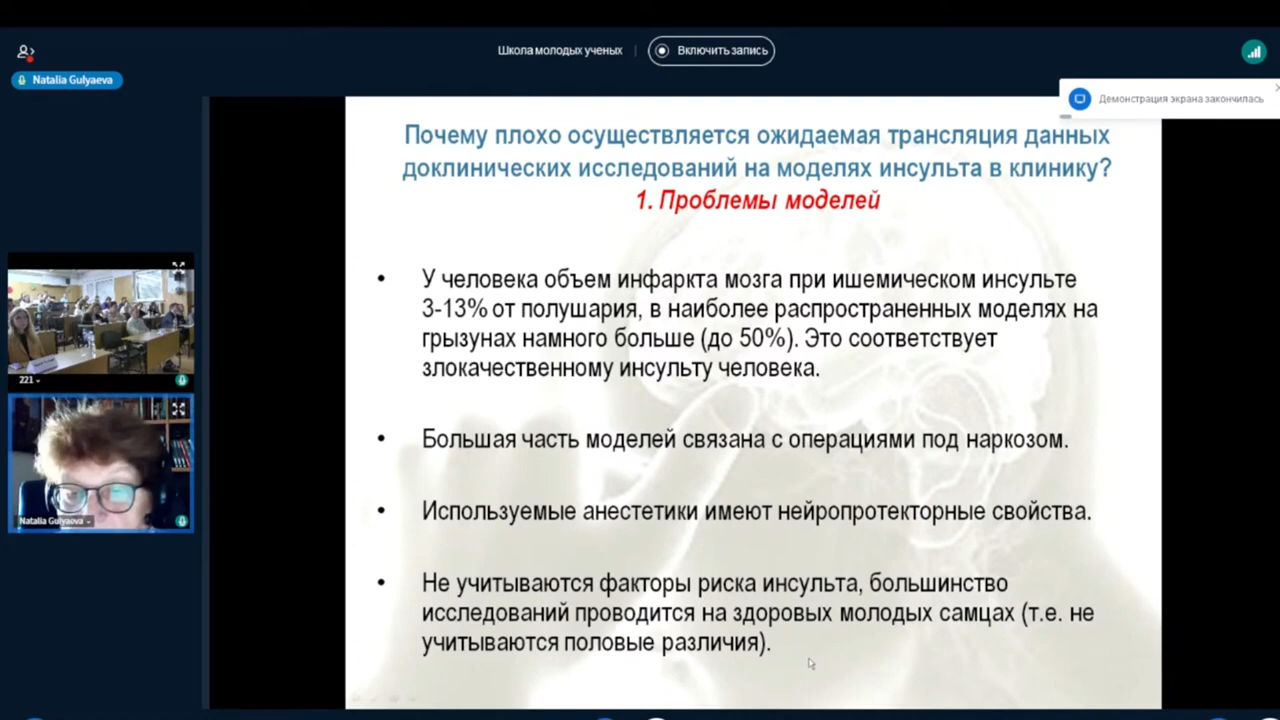 Школа молодых ученых
Включить запись
Natalia Gulyaeva
Демонстрация экрана закончилась
Почему плохо осуществляется ожидаемая трансляция данных
доклинических исследований на моделях инсульта в клинику?
1. Проблемы моделей
• У человека объем инфаркта мозга при ишемическом инсульте
3-13% от полушария, в наиболее распространенных моделях на
грызунах намного больше (до 50%). Это соответствует
злокачественному инсульту человека.
• Большая часть моделей связана с операциями под наркозом.
• Используемые анестетики имеют нейропротекторные свойства.
• Не учитываются факторы риска инсульта, большинство
исследований проводится на здоровых молодых самцах (т.е. не
учитываются половые различия).
221
Natalia Gulyaeva